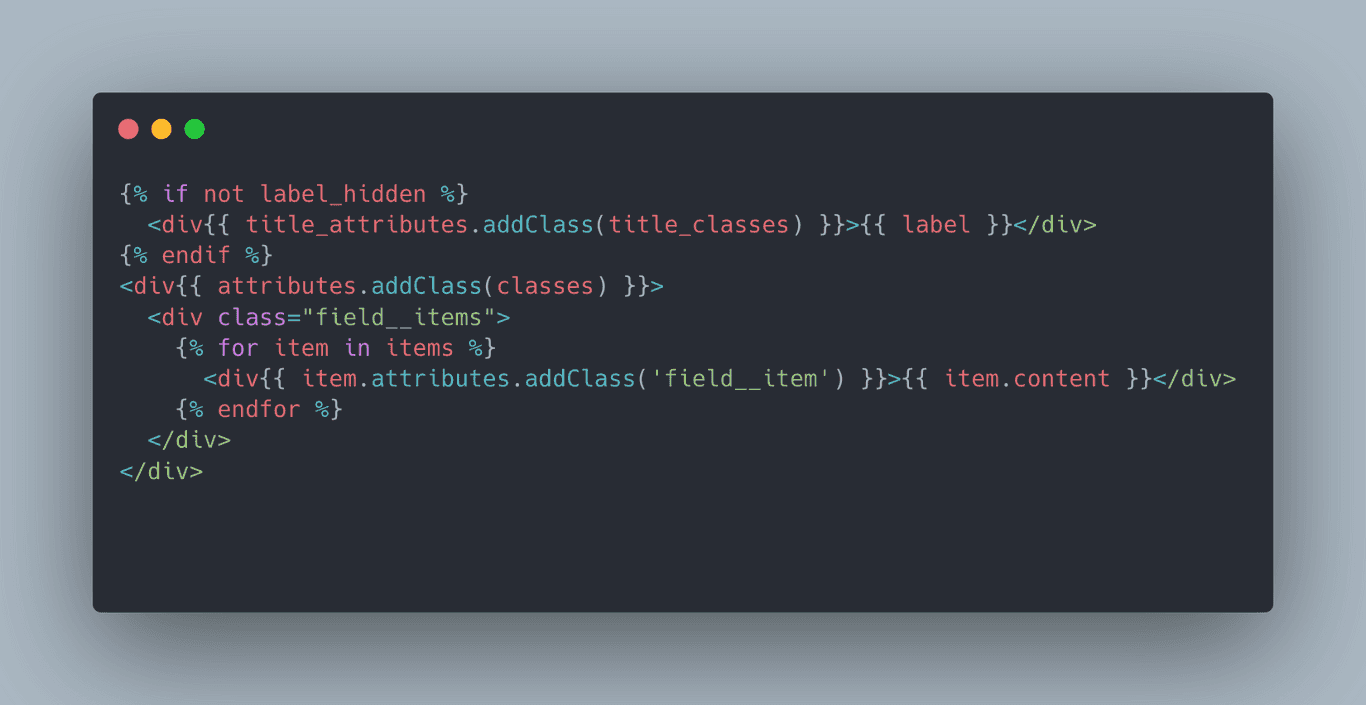 {% if not label_hidden %}
  <div{{ title_attributes.addClass(title_classes) }}>{{ label }}</div>
{% endif %}
<div{{ attributes.addClass(classes) }}>
  <div class="field__items">
    {% for item in items %}
      <div{{ item.attributes.addClass('field__item') }}>{{ item.content }}</div>
    {% endfor %}
  </div>
</div>